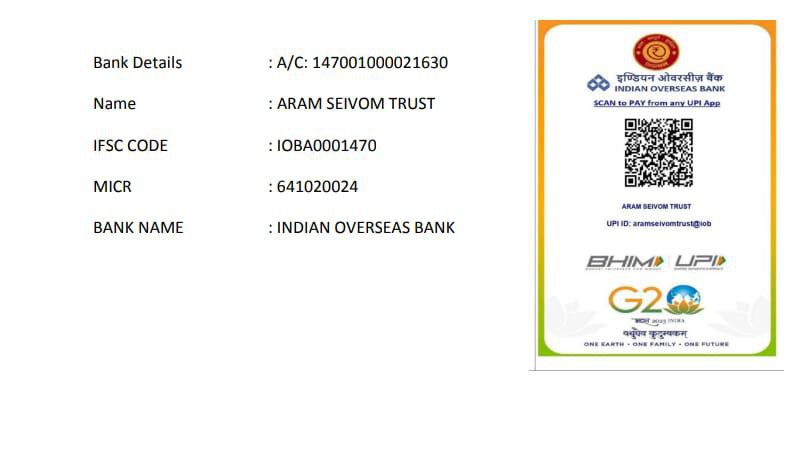 Bank Details : A/C: 147001000021630
Name : ARAM SEIVOM TRUST
IFSC CODE : IOBA0001470
MICR : 641020024
BANK NAME : INDIAN OVERSEAS BANK
इण्डियन ओवरसीज़ बैंक
INDIAN OVERSEAS BANK
SCAN to PAY from any UPI App
ARAM SEIVOM TRUST
UPI ID: aramseivomtrust@iob
BHIM UPI
G20
भारत 2023 INDIA
वसुधैव कुटुम्बकम्
ONE EARTH • ONE FAMILY • ONE FUTURE